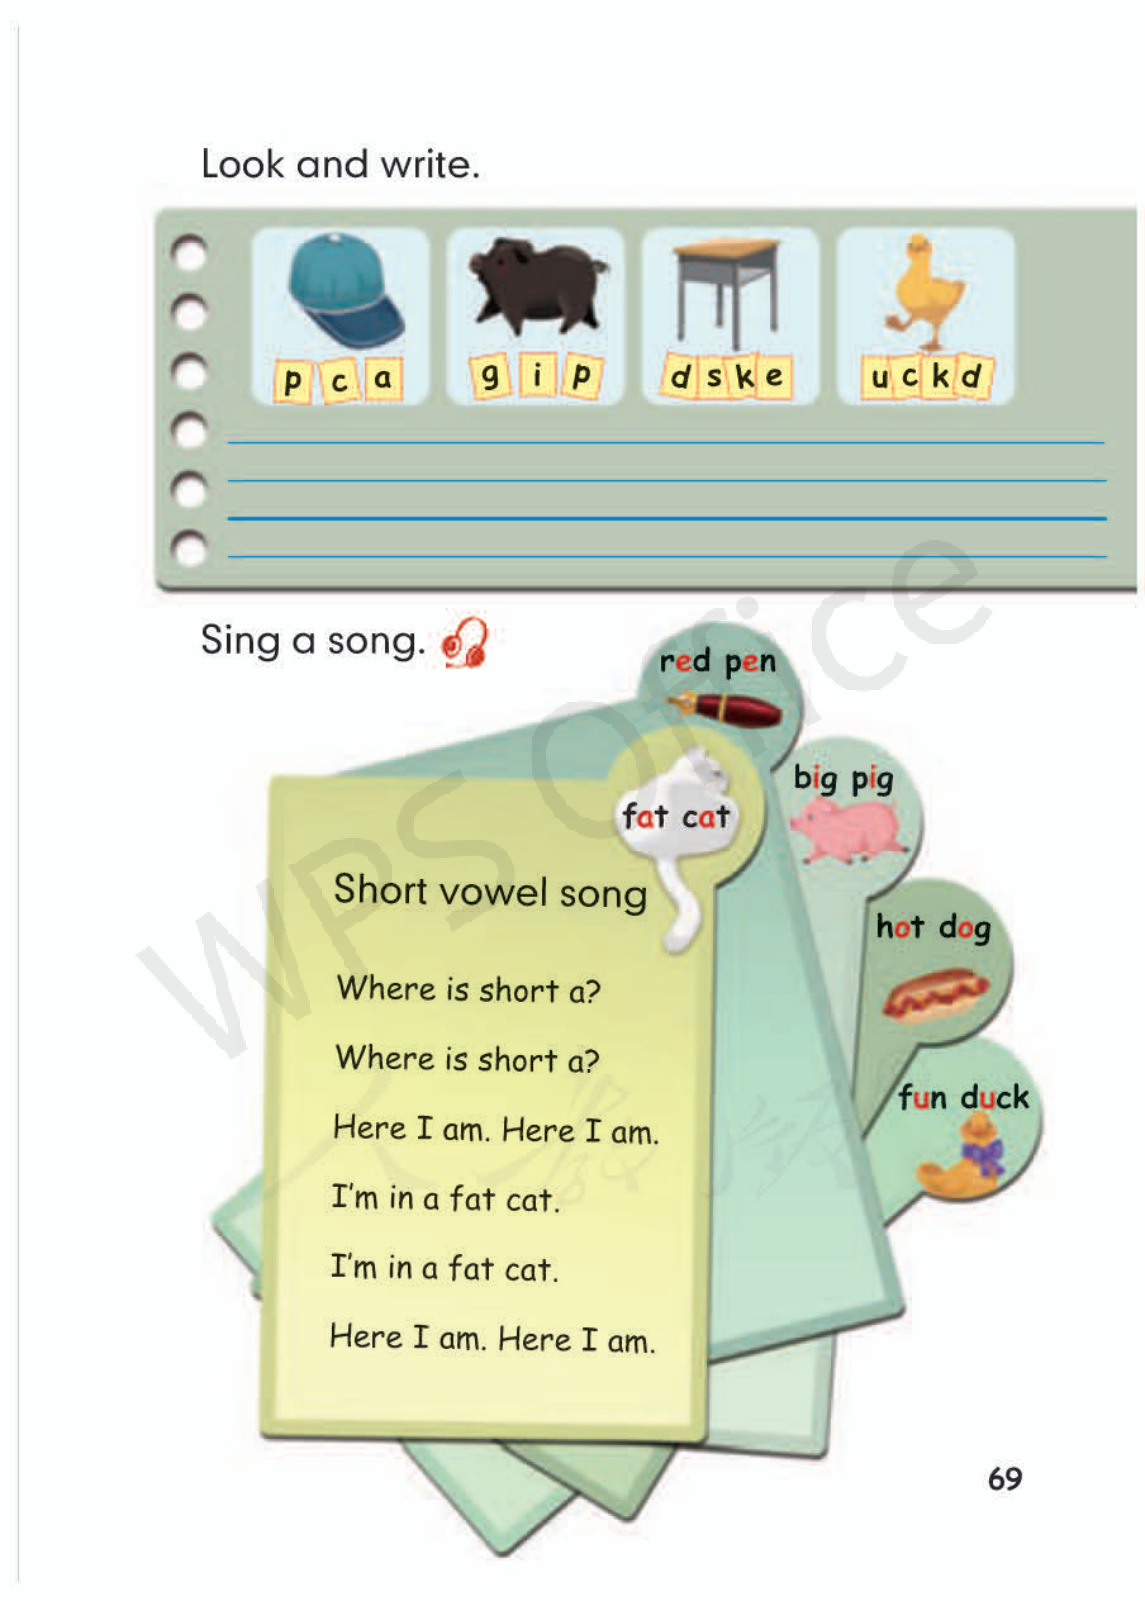 Look and write.
p c a
g i p
d s k e
u c k d
Sing a song.
red pen
big pig
fat cat
hot dog
fun duck
Short vowel song
Where is short a?
Where is short a?
Here I am. Here I am.
I'm in a fat cat.
I'm in a fat cat.
Here I am. Here I am.
69
WPS Office